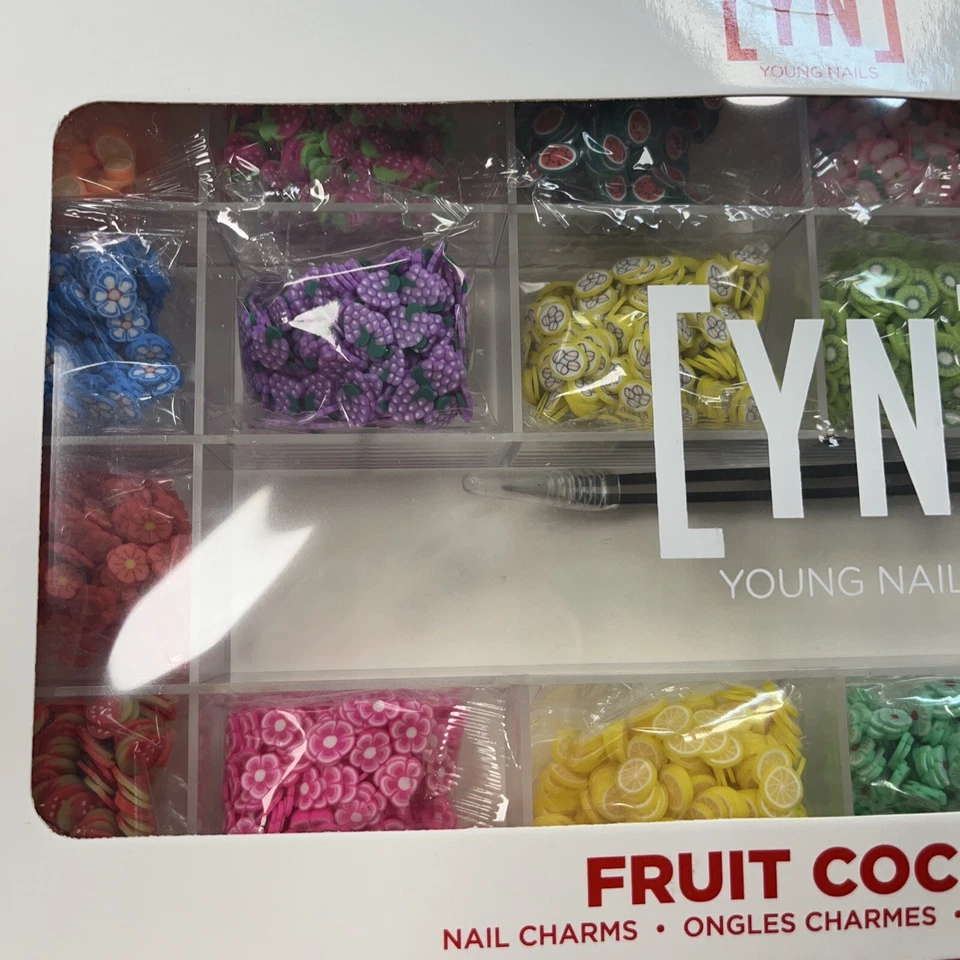 [YN]
YOUNG NAILS
[YN
YOUNG NAIL
FRUIT COC
NAIL CHARMS • ONGLES CHARMES •